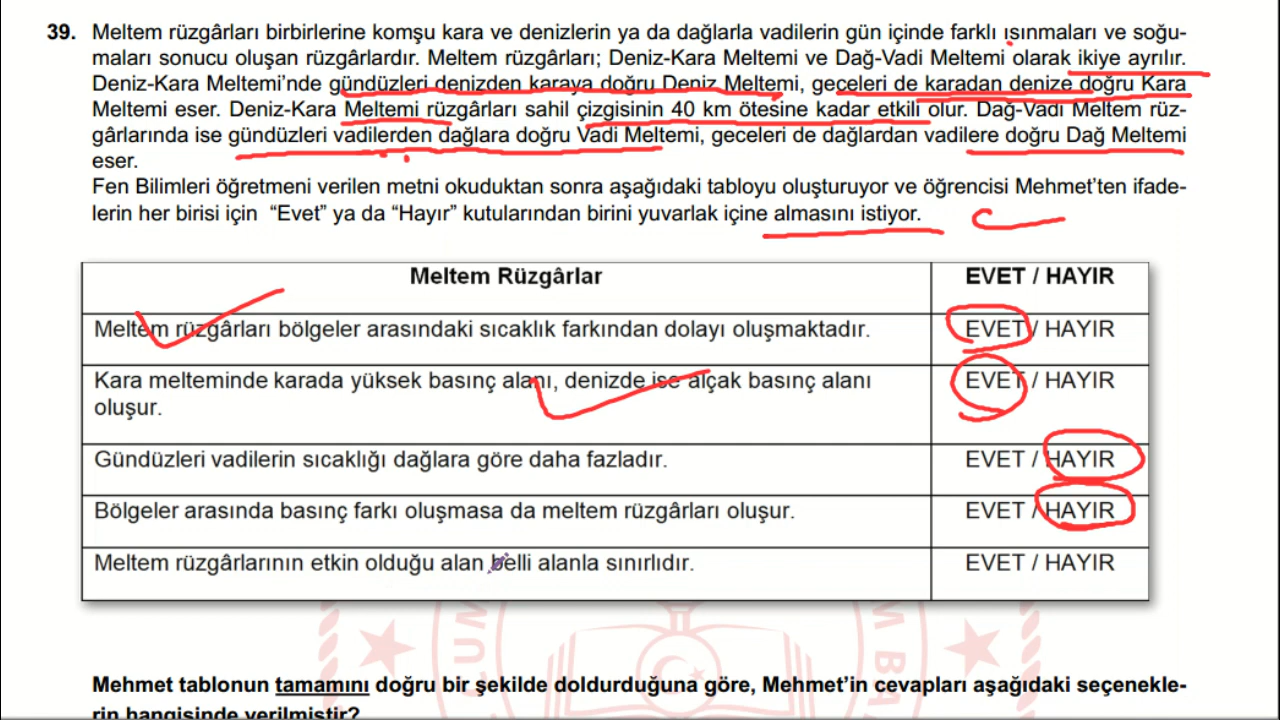 39. Meltem rüzgârları birbirlerine komşu kara ve denizlerin ya da dağlarla vadilerin gün içinde farklı ısınmaları ve soğu-
maları sonucu oluşan rüzgârlardır. Meltem rüzgârları; Deniz-Kara Meltemi ve Dağ-Vadi Meltemi olarak ikiye ayrılır.
Deniz-Kara Meltemi’nde gündüzleri denizden karaya doğru Deniz Meltemi, geceleri de karadan denize doğru Kara
Meltemi eser. Deniz-Kara Meltemi rüzgârları sahil çizgisinin 40 km ötesine kadar etkili olur. Dağ-Vadi Meltem rüz-
gârlarında ise gündüzleri vadilerden dağlara doğru Vadi Meltemi, geceleri de dağlardan vadilere doğru Dağ Meltemi
eser.
Fen Bilimleri öğretmeni verilen metni okuduktan sonra aşağıdaki tabloyu oluşturuyor ve öğrencisi Mehmet’ten ifade-
lerin her birisi için “Evet” ya da “Hayır” kutularından birini yuvarlak içine almasını istiyor.
Meltem Rüzgârlar EVET / HAYIR
Meltem rüzgârları bölgeler arasındaki sıcaklık farkından dolayı oluşmaktadır. EVET / HAYIR
Kara melteminde karada yüksek basınç alanı, denizde ise alçak basınç alanı EVET / HAYIR
oluşur.
Gündüzleri vadilerin sıcaklığı dağlara göre daha fazladır. EVET / HAYIR
Bölgeler arasında basınç farkı oluşmasa da meltem rüzgârları oluşur. EVET / HAYIR
Meltem rüzgârlarının etkin olduğu alan belli alanla sınırlıdır. EVET / HAYIR
Mehmet tablonun tamamını doğru bir şekilde doldurduğuna göre, Mehmet’in cevapları aşağıdaki seçenekle-
rin hangisinde verilmiştir?